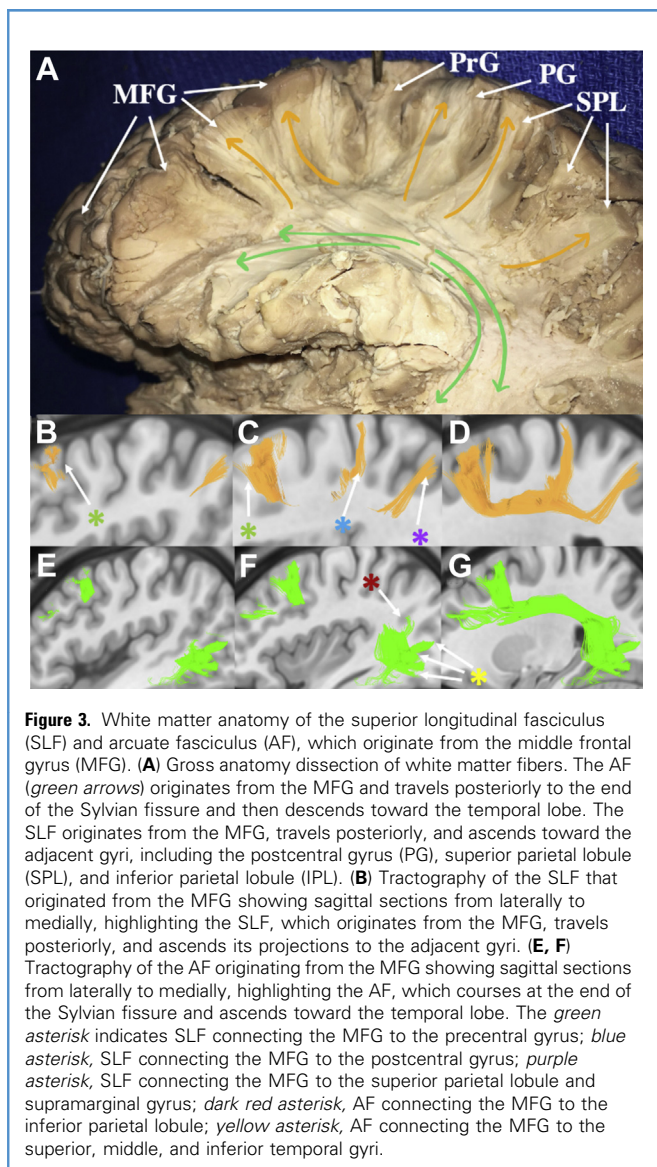 A
MFG
PrG
PG
SPL
B
C
D
*
*
*
*
E
F
G
*
*
Figure 3. White matter anatomy of the superior longitudinal fasciculus
(SLF) and arcuate fasciculus (AF), which originate from the middle frontal
gyrus (MFG). (A) Gross anatomy dissection of white matter fibers. The AF
(green arrows) originates from the MFG and travels posteriorly to the end
of the Sylvian fissure and then descends toward the temporal lobe. The
SLF originates from the MFG, travels posteriorly, and ascends toward the
adjacent gyri, including the postcentral gyrus (PG), superior parietal lobule
(SPL), and inferior parietal lobule (IPL). (B) Tractography of the SLF that
originated from the MFG showing sagittal sections from laterally to
medially, highlighting the SLF, which originates from the MFG, travels
posteriorly, and ascends its projections to the adjacent gyri. (E, F)
Tractography of the AF originating from the MFG showing sagittal sections
from laterally to medially, highlighting the AF, which courses at the end of
the Sylvian fissure and ascends toward the temporal lobe. The green
asterisk indicates SLF connecting the MFG to the precentral gyrus; blue
asterisk, SLF connecting the MFG to the postcentral gyrus; purple
asterisk, SLF connecting the MFG to the superior parietal lobule and
supramarginal gyrus; dark red asterisk, AF connecting the MFG to the
inferior parietal lobule; yellow asterisk, AF connecting the MFG to the
superior, middle, and inferior temporal gyri.